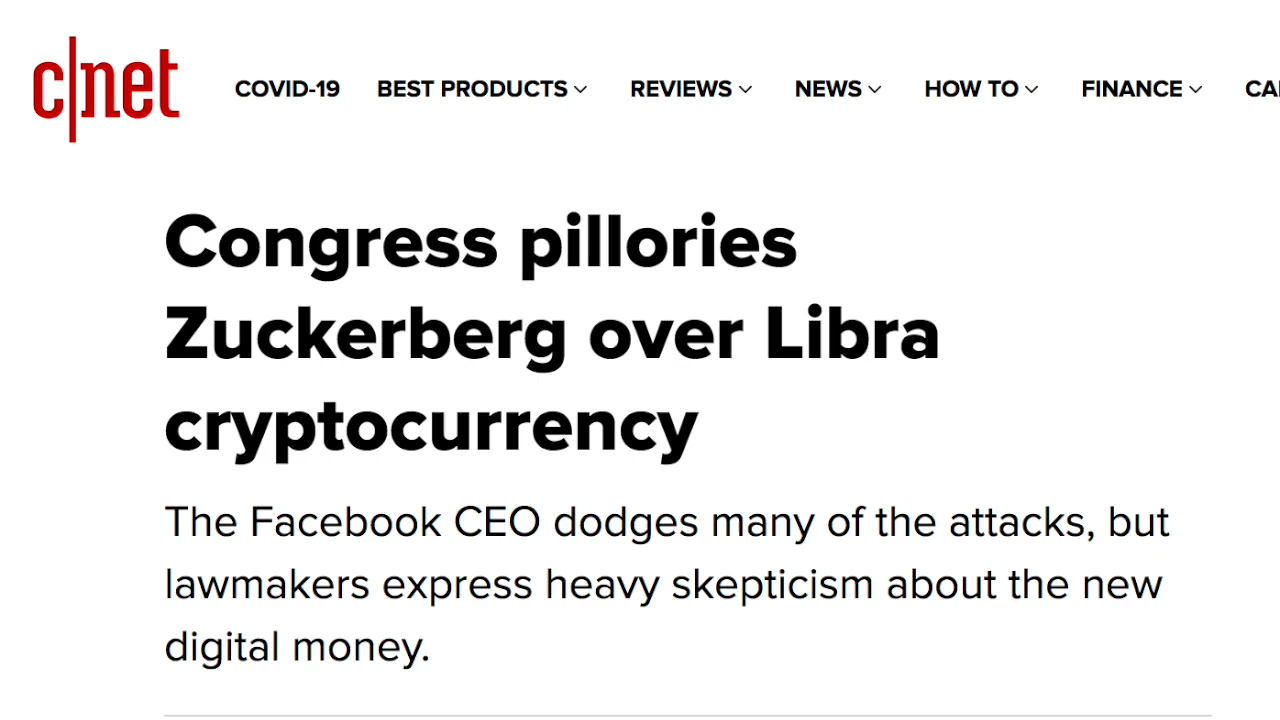 c|net
COVID-19 BEST PRODUCTS REVIEWS NEWS HOW TO FINANCE
Congress pillories
Zuckerberg over Libra
cryptocurrency
The Facebook CEO dodges many of the attacks, but
lawmakers express heavy skepticism about the new
digital money.